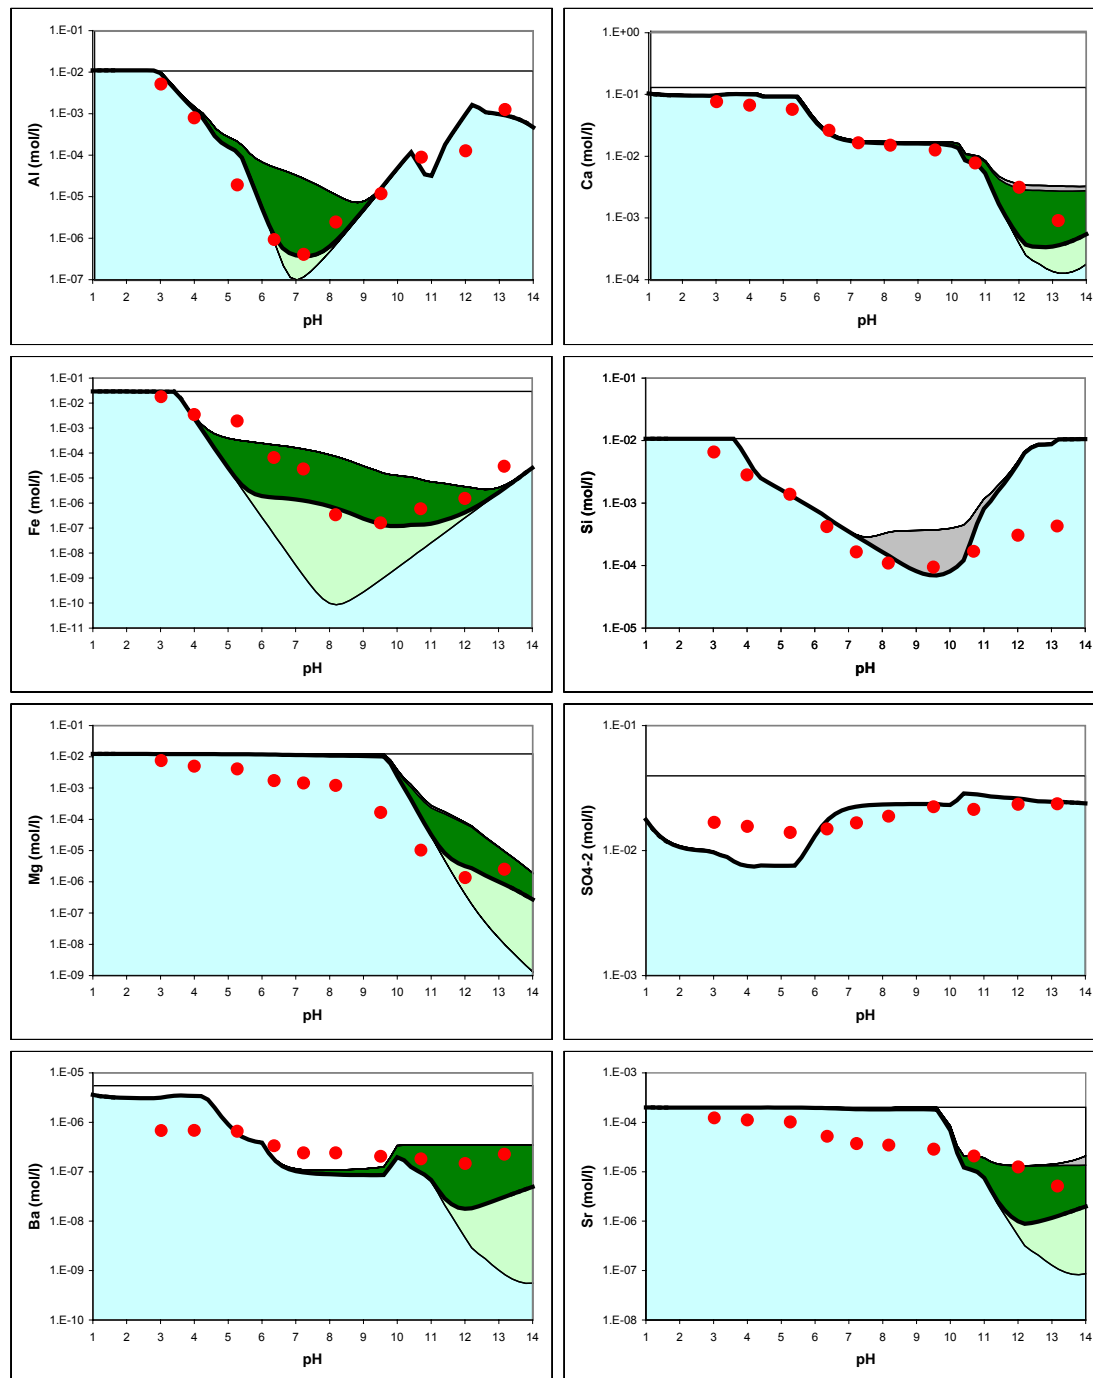 1.E-01
1.E-02
1.E-03
1.E-04
1.E-05
1.E-06
1.E-07
Al (mol/l)
1 2 3 4 5 6 7 8 9 10 11 12 13 14
pH
1.E+00
1.E-01
1.E-02
1.E-03
1.E-04
Ca (mol/l)
1 2 3 4 5 6 7 8 9 10 11 12 13 14
pH
1.E-01
1.E-02
1.E-03
1.E-04
1.E-05
1.E-06
1.E-07
1.E-08
1.E-09
1.E-10
1.E-11
Fe (mol/l)
1 2 3 4 5 6 7 8 9 10 11 12 13 14
pH
1.E-01
1.E-02
1.E-03
1.E-04
1.E-05
Si (mol/l)
1 2 3 4 5 6 7 8 9 10 11 12 13 14
pH
1.E-01
1.E-02
1.E-03
1.E-04
1.E-05
1.E-06
1.E-07
1.E-08
1.E-09
Mg (mol/l)
1 2 3 4 5 6 7 8 9 10 11 12 13 14
pH
1.E-01
1.E-02
1.E-03
SO4-2 (mol/l)
1 2 3 4 5 6 7 8 9 10 11 12 13 14
pH
1.E-05
1.E-06
1.E-07
1.E-08
1.E-09
1.E-10
Ba (mol/l)
1 2 3 4 5 6 7 8 9 10 11 12 13 14
pH
1.E-03
1.E-04
1.E-05
1.E-06
1.E-07
1.E-08
Sr (mol/l)
1 2 3 4 5 6 7 8 9 10 11 12 13 14
pH